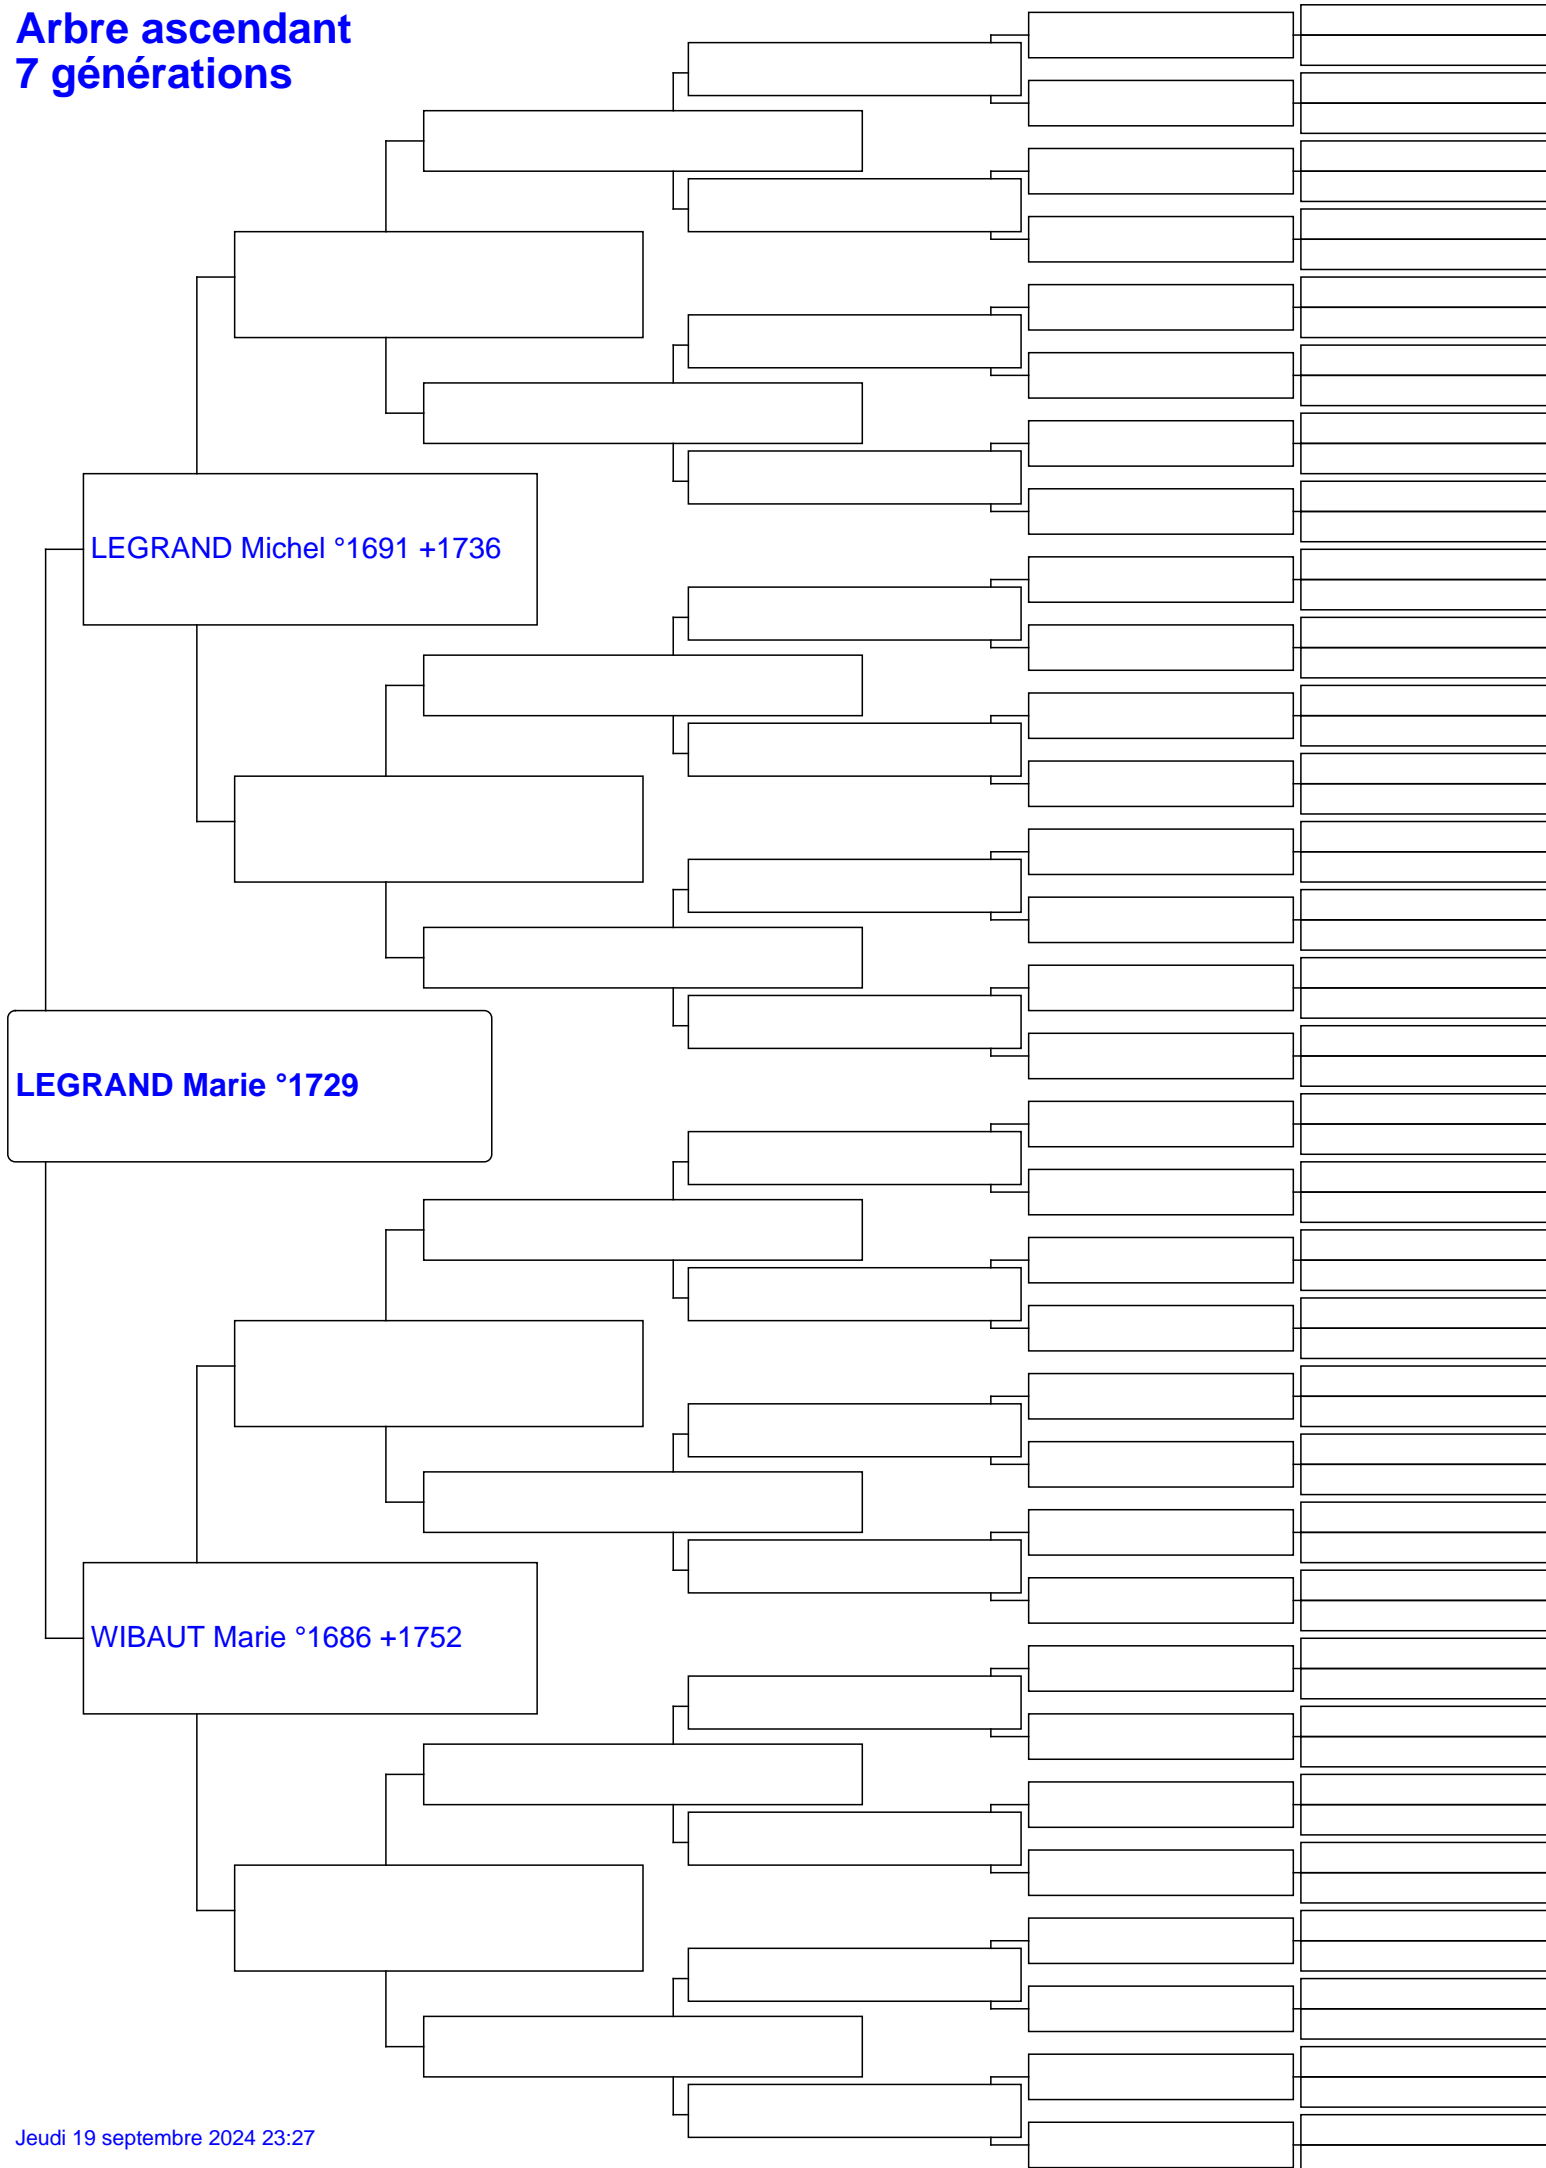 Arbre ascendant
7 générations
LEGRAND Michel °1691 +1736
LEGRAND Marie °1729
WIBAUT Marie °1686 +1752
Jeudi 19 septembre 2024 23:27